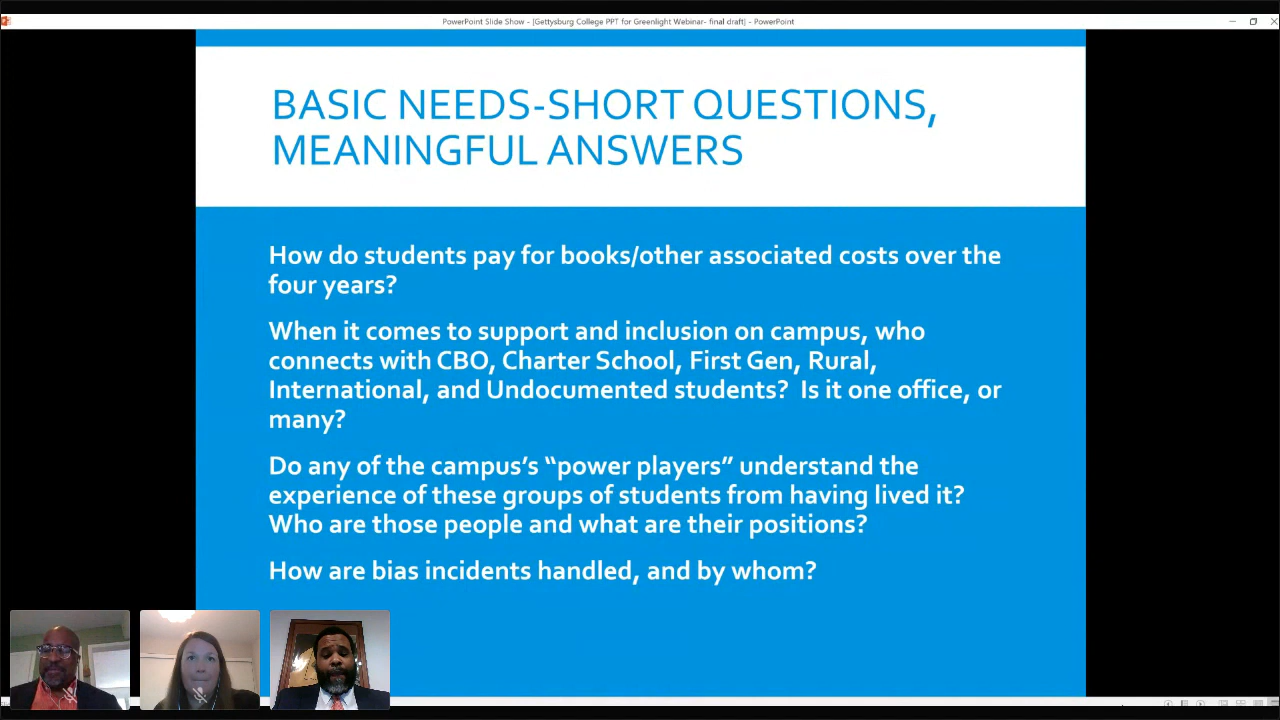 PowerPoint Slide Show - [Gettysburg College PPT for Greenlight Webinar- final draft] - PowerPoint
BASIC NEEDS-SHORT QUESTIONS,
MEANINGFUL ANSWERS
How do students pay for books/other associated costs over the
four years?
When it comes to support and inclusion on campus, who
connects with CBO, Charter School, First Gen, Rural,
International, and Undocumented students?  Is it one office, or
many?
Do any of the campus’s “power players” understand the
experience of these groups of students from having lived it?
Who are those people and what are their positions?
How are bias incidents handled, and by whom?